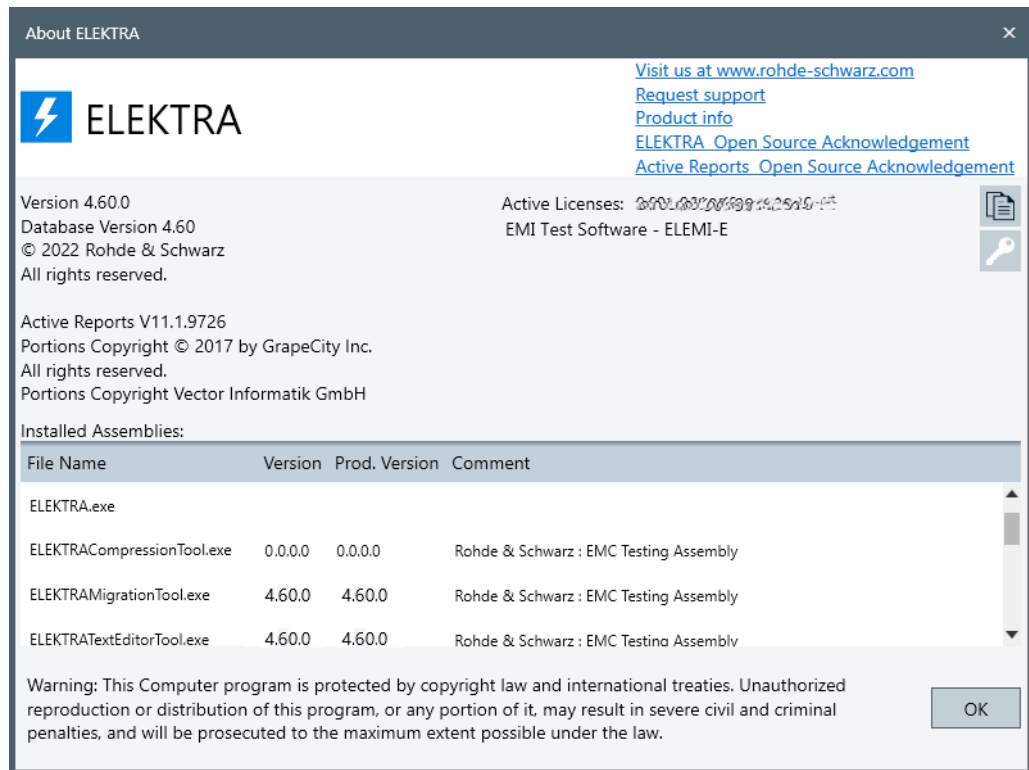 About ELEKTRA
Visit us at www.rohde-schwarz.com
Request support
Product info
ELEKTRA Open Source Acknowledgement
Active Reports Open Source Acknowledgement
ELEKTRA
Version 4.60.0
Database Version 4.60
© 2022 Rohde & Schwarz
All rights reserved.
Active Licenses:
EMI Test Software - ELEMI-E
Active Reports V11.1.9726
Portions Copyright © 2017 by GrapeCity Inc.
All rights reserved.
Portions Copyright Vector Informatik GmbH
Installed Assemblies:
File Name Version Prod. Version Comment
ELEKTRA.exe
ELEKTRACompressionTool.exe 0.0.0.0 0.0.0.0 Rohde & Schwarz : EMC Testing Assembly
ELEKTRAMigrationTool.exe 4.60.0 4.60.0 Rohde & Schwarz : EMC Testing Assembly
ELEKTRATextEditorTool.exe 4.60.0 4.60.0 Rohde & Schwarz : EMC Testing Assembly
Warning: This Computer program is protected by copyright law and international treaties. Unauthorized
reproduction or distribution of this program, or any portion of it, may result in severe civil and criminal
penalties, and will be prosecuted to the maximum extent possible under the law.
OK